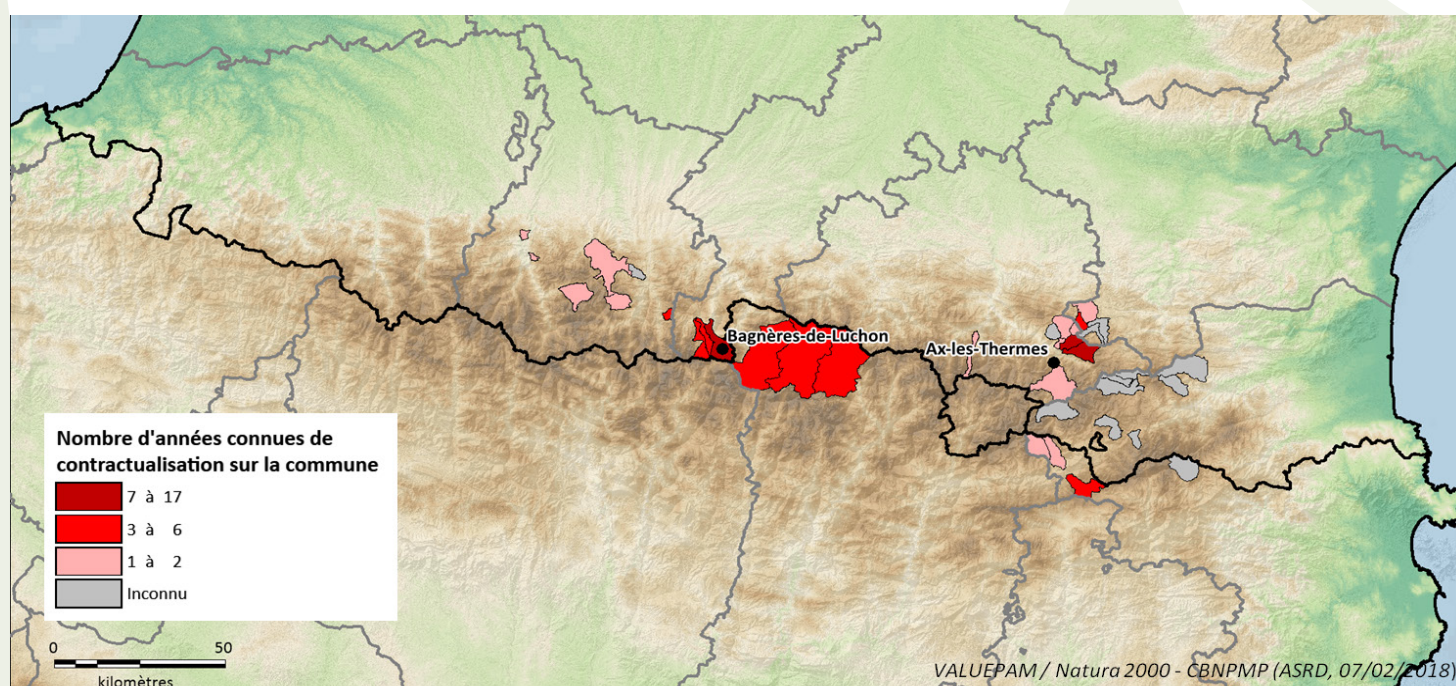 Bagnères-de-Luchon
Ax-les-Thermes
Nombre d'années connues de
contractualisation sur la commune
7 à 17
3 à 6
1 à 2
Inconnu
0 50
kilomètres
VALUEPAM / Natura 2000 - CBNPMP (ASRD, 07/02/2018)